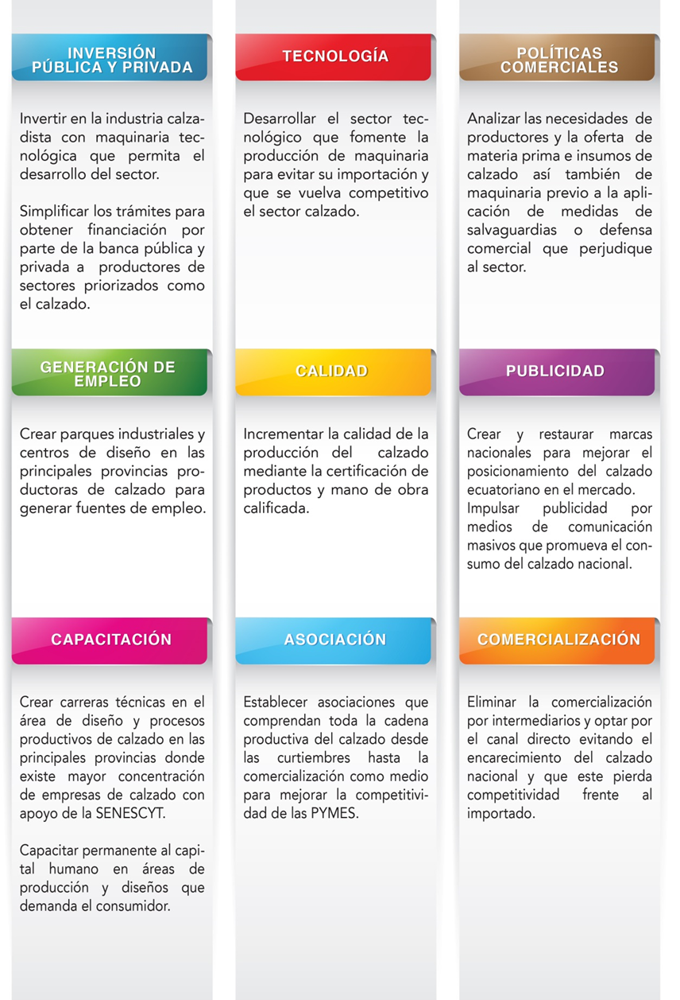 INVERSIÓN
PÚBLICA Y PRIVADA
Invertir en la industria calza-
dista con maquinaria tec-
nológica que permita el
desarrollo del sector.
Simplificar los trámites para
obtener financiación por
parte de la banca pública y
privada a productores de
sectores priorizados como
el calzado.
TECNOLOGÍA
Desarrollar el sector tec-
nológico que fomente la
producción de maquinaria
para evitar su importación y
que se vuelva competitivo
el sector calzado.
POLÍTICAS
COMERCIALES
Analizar las necesidades de
productores y la oferta de
materia prima e insumos de
calzado así también de
maquinaria previo a la apli-
cación de medidas de
salvaguardias o defensa
comercial que perjudique
al sector.
GENERACIÓN DE
EMPLEO
Crear parques industriales y
centros de diseño en las
principales provincias pro-
ductoras de calzado para
generar fuentes de empleo.
CALIDAD
Incrementar la calidad de la
producción del calzado
mediante la certificación de
productos y mano de obra
calificada.
PUBLICIDAD
Crear y restaurar marcas
nacionales para mejorar el
posicionamiento del calzado
ecuatoriano en el mercado.
Impulsar publicidad por
medios de comunicación
masivos que promueva el con-
sumo del calzado nacional.
CAPACITACIÓN
Crear carreras técnicas en el
área de diseño y procesos
productivos de calzado en las
principales provincias donde
existe mayor concentración
de empresas de calzado con
apoyo de la SENESCYT.
Capacitar permanente al capi-
tal humano en áreas de
producción y diseños que
demanda el consumidor.
ASOCIACIÓN
Establecer asociaciones que
comprendan toda la cadena
productiva del calzado desde
las curtiembres hasta la
comercialización como medio
para mejorar la competitivi-
dad de las PYMES.
COMERCIALIZACIÓN
Eliminar la comercialización
por intermediarios y optar por
el canal directo evitando el
encarecimiento del calzado
nacional y que este pierda
competitividad frente al
importado.